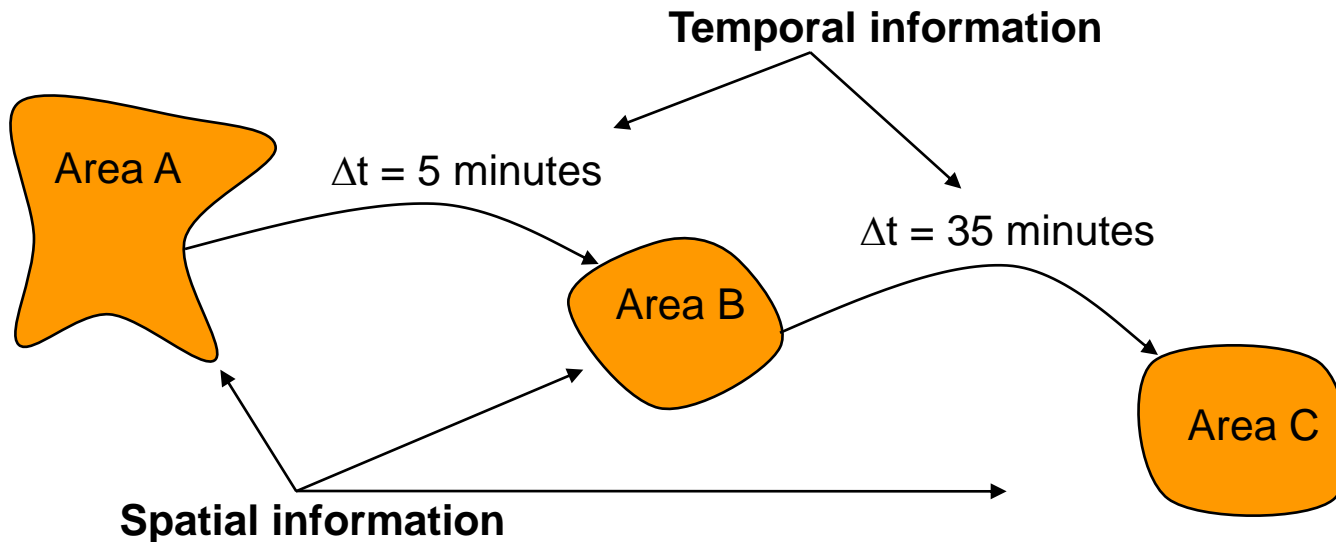 Temporal information
Area A
Δt = 5 minutes
Δt = 35 minutes
Area B
Area C
Spatial information